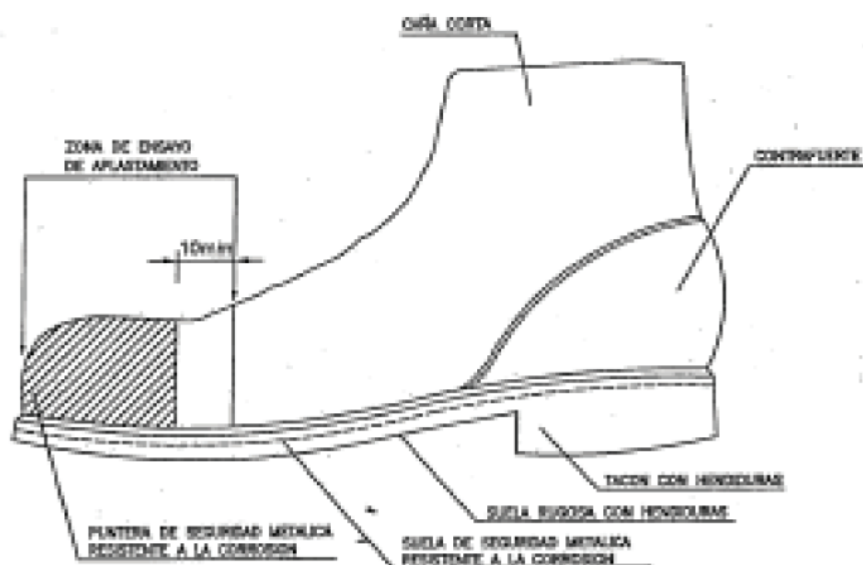 CAÑA CORTA
ZONA DE ENSAYO
DE APLASTAMIENTO
CONTRAFUERTE
10min
TACON CON HENDIDURAS
SUELA RUGOSA CON HENDIDURAS
PUNTERA DE SEGURIDAD METALICA
RESISTENTE A LA CORROSION
SUELA DE SEGURIDAD METALICA
RESISTENTE A LA CORROSION